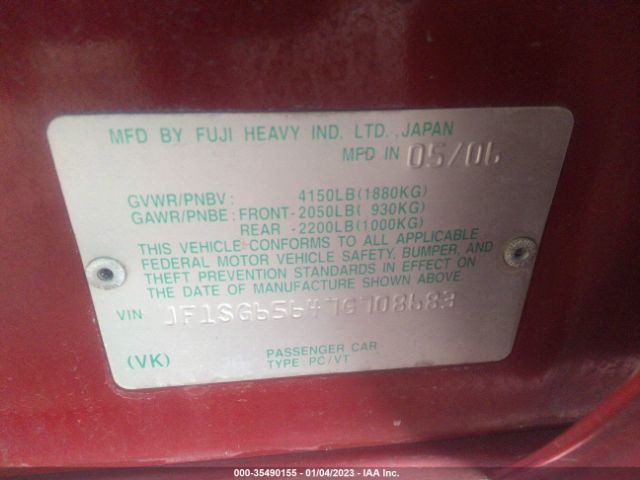 MFD BY FUJI HEAVY IND. LTD., JAPAN
MFD IN 05/06
GVWR/PNBV: 4150LB(1880KG)
GAWR/PNBE: FRONT-2050LB( 930KG)
REAR -2200LB(1000KG)
THIS VEHICLE CONFORMS TO ALL APPLICABLE
FEDERAL MOTOR VEHICLE SAFETY, BUMPER, AND
THEFT PREVENTION STANDARDS IN EFFECT ON
THE DATE OF MANUFACTURE SHOWN ABOVE.
VIN JF1SG65647G708683
(VK) PASSENGER CAR
TYPE: PC/VT
000-35490155 - 01/04/2023 - IAA Inc.